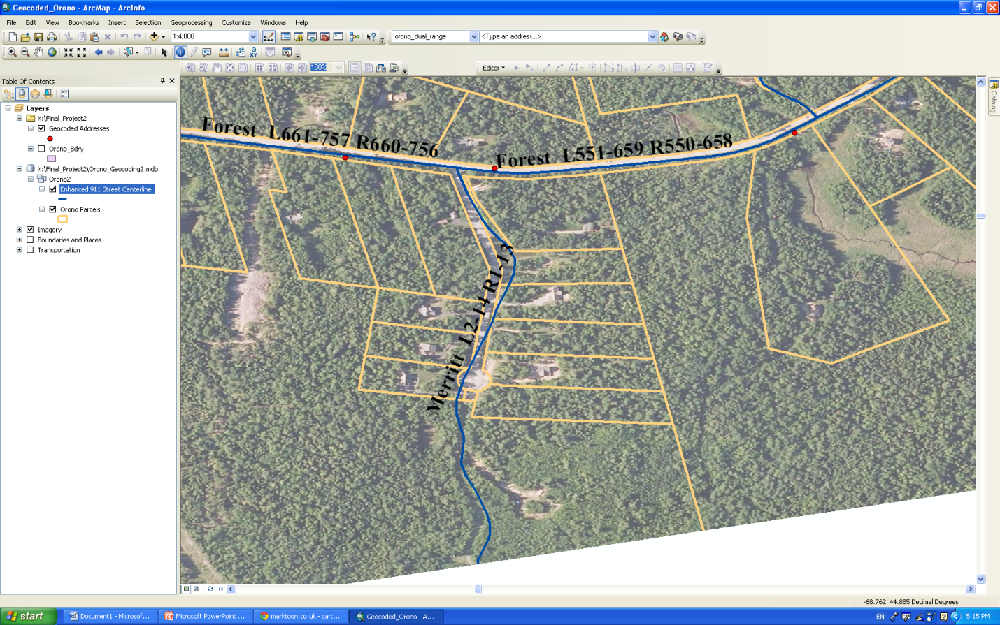 Geocoded_Orono - ArcMap - ArcInfo
File Edit View Bookmarks Insert Selection Geoprocessing Customize Windows Help
1:4,000 orono_dual_range <Type an address...>
100% Editor
Table Of Contents
Layers
X:\Final_Project2
Geocoded Addresses
Orono_Bdry
X:\Final_Project2\Orono_Geocoding2.mdb
Orono2
Enhanced 911 Street Centerline
Orono Parcels
Imagery
Boundaries and Places
Transportation
Forest L661-757 R660-756
Forest L551-659 R550-658
Merritt L2-14 R1-13
Catalog
-68.762 44.885 Decimal Degrees
start Document1 - Microsof... Microsoft PowerPoint ... marktoon.co.uk - cart... Geocoded_Orono - A... EN 5:15 PM